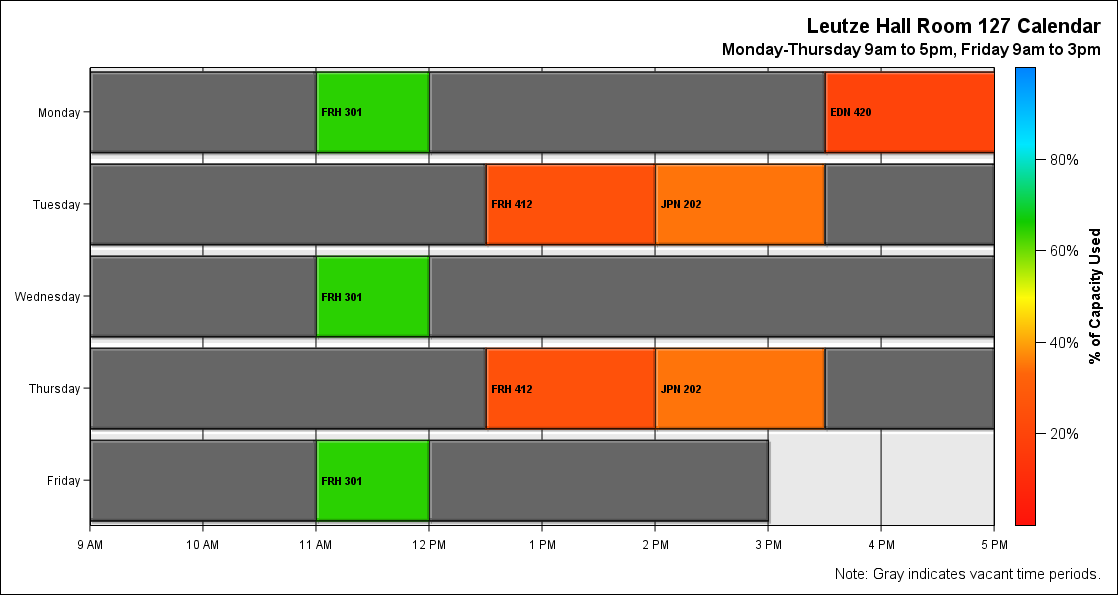 Leutze Hall Room 127 Calendar
Monday-Thursday 9am to 5pm, Friday 9am to 3pm
Monday
FRH 301
EDN 420
Tuesday
FRH 412
JPN 202
Wednesday
FRH 301
Thursday
FRH 412
JPN 202
Friday
FRH 301
9 AM
10 AM
11 AM
12 PM
1 PM
2 PM
3 PM
4 PM
5 PM
80%
60%
40%
20%
% of Capacity Used
Note: Gray indicates vacant time periods.